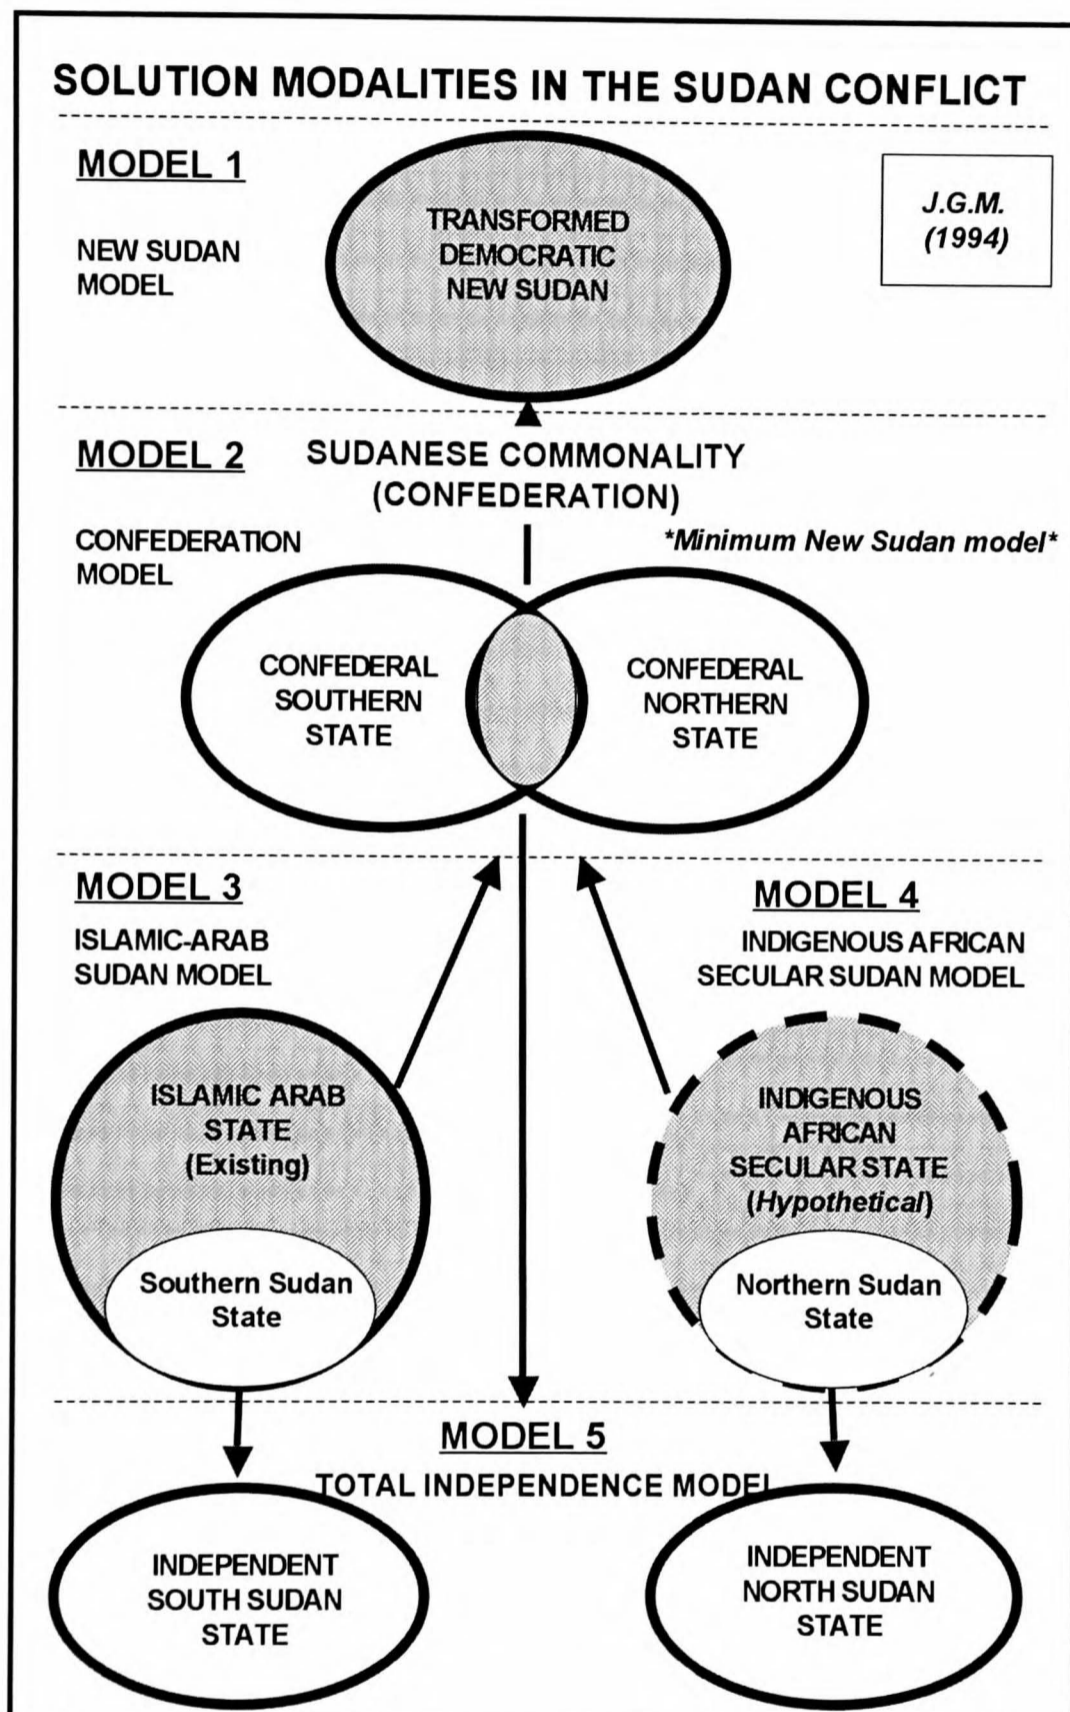 SOLUTION MODALITIES IN THE SUDAN CONFLICT
MODEL 1
NEW SUDAN
MODEL
TRANSFORMED
DEMOCRATIC
NEW SUDAN
J.G.M.
(1994)
MODEL 2
SUDANESE COMMONALITY
(CONFEDERATION)
CONFEDERATION
MODEL
*Minimum New Sudan model*
CONFEDERAL
SOUTHERN
STATE
CONFEDERAL
NORTHERN
STATE
MODEL 3
ISLAMIC-ARAB
SUDAN MODEL
MODEL 4
INDIGENOUS AFRICAN
SECULAR SUDAN MODEL
ISLAMIC ARAB
STATE
(Existing)
Southern Sudan
State
INDIGENOUS
AFRICAN
SECULAR STATE
(Hypothetical)
Northern Sudan
State
MODEL 5
TOTAL INDEPENDENCE MODEL
INDEPENDENT
SOUTH SUDAN
STATE
INDEPENDENT
NORTH SUDAN
STATE